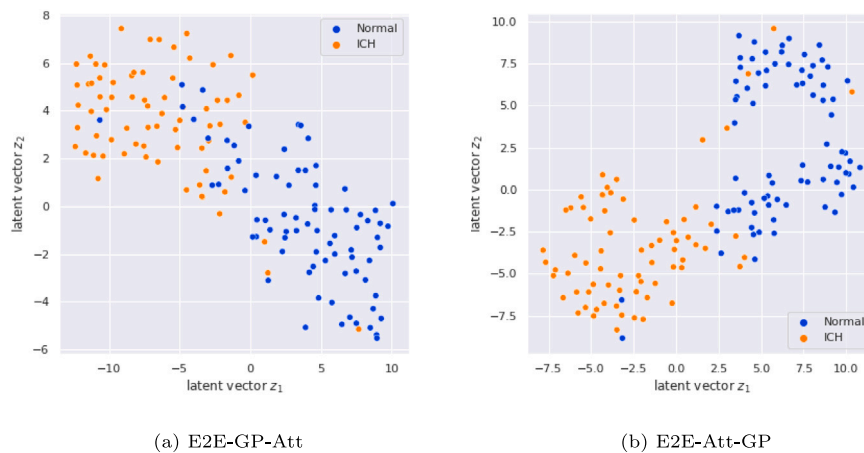 8
6
4
2
0
−2
−4
−6
latent vector z2
−10
−5
0
5
10
latent vector z1
Normal
ICH
(a) E2E-GP-Att
10.0
7.5
5.0
2.5
0.0
−2.5
−5.0
−7.5
latent vector z2
−7.5
−5.0
−2.5
0.0
2.5
5.0
7.5
10.0
latent vector z1
Normal
ICH
(b) E2E-Att-GP